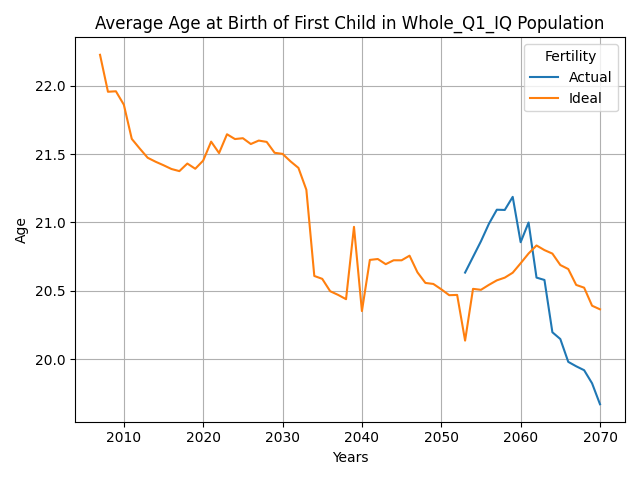 Average Age at Birth of First Child in Whole_Q1_IQ Population
Fertility
Actual
Ideal
22.0
21.5
21.0
20.5
20.0
Age
2010 2020 2030 2040 2050 2060 2070
Years